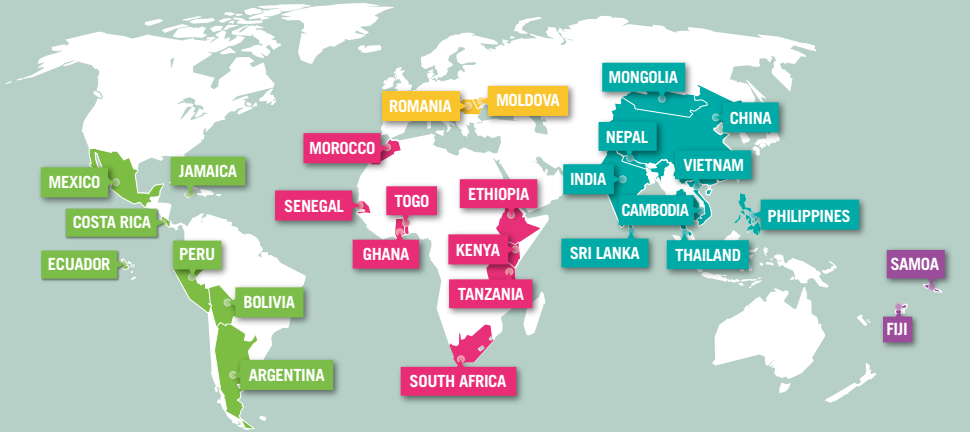 MONGOLIA
ROMANIA
MOLDOVA
CHINA
MOROCCO
NEPAL
JAMAICA
VIETNAM
MEXICO
INDIA
SENEGAL
TOGO
ETHIOPIA
COSTA RICA
CAMBODIA
PHILIPPINES
PERU
GHANA
KENYA
SRI LANKA
THAILAND
ECUADOR
SAMOA
TANZANIA
BOLIVIA
FIJI
ARGENTINA
SOUTH AFRICA